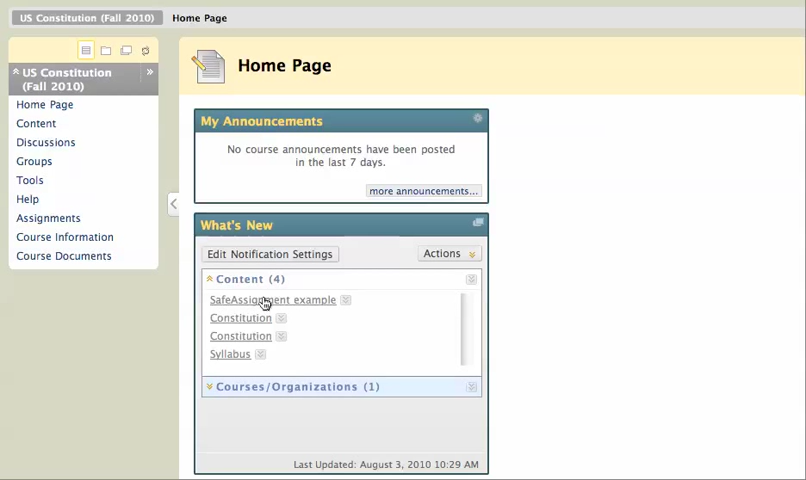 US Constitution (Fall 2010) Home Page
US Constitution
(Fall 2010)
Home Page
Content
Discussions
Groups
Tools
Help
Assignments
Course Information
Course Documents
Home Page
My Announcements
No course announcements have been posted
in the last 7 days.
more announcements...
What's New
Edit Notification Settings
Actions
Content (4)
SafeAssignment example
Constitution
Constitution
Syllabus
Courses/Organizations (1)
Last Updated: August 3, 2010 10:29 AM